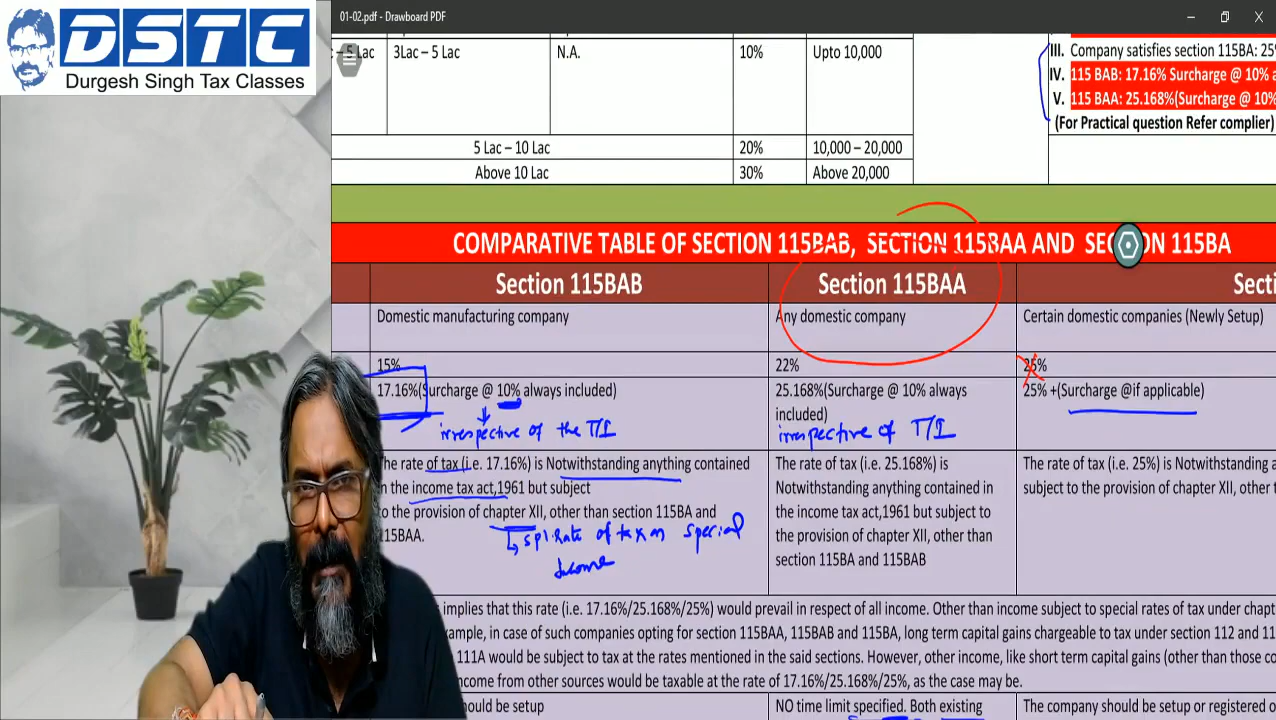 DSTC
Durgesh Singh Tax Classes
01-02.pdf - Drawboard PDF
5 Lac
3Lac – 5 Lac
N.A.
10%
Upto 10,000
5 Lac – 10 Lac
20%
10,000 – 20,000
Above 10 Lac
30%
Above 20,000
III. Company satisfies section 115BA: 25
IV. 115 BAB: 17.16% Surcharge @ 10%
V. 115 BAA: 25.168%(Surcharge @ 10%
(For Practical question Refer complier)
COMPARATIVE TABLE OF SECTION 115BAB, SECTION 115BAA AND SEC N 115BA
Section 115BAB
Section 115BAA
Secti
Domestic manufacturing company
Any domestic company
Certain domestic companies (Newly Setup)
15%
22%
25%
17.16%(Surcharge @ 10% always included)
irrespective of the T/I
25.168%(Surcharge @ 10% always
included)
irrespective of T/I
25% +(Surcharge @if applicable)
The rate of tax (i.e. 17.16%) is Notwithstanding anything contained
in the income tax act,1961 but subject
to the provision of chapter XII, other than section 115BA and
115BAA.
spl. rate of tax on special
income
The rate of tax (i.e. 25.168%) is
Notwithstanding anything contained in
the income tax act,1961 but subject to
the provision of chapter XII, other than
section 115BA and 115BAB
The rate of tax (i.e. 25%) is Notwithstanding a
subject to the provision of chapter XII, other t
implies that this rate (i.e. 17.16%/25.168%/25%) would prevail in respect of all income. Other than income subject to special rates of tax under chapt
xample, in case of such companies opting for section 115BAA, 115BAB and 115BA, long term capital gains chargeable to tax under section 112 and 11
111A would be subject to tax at the rates mentioned in the said sections. However, other income, like short term capital gains (other than those co
ncome from other sources would be taxable at the rate of 17.16%/25.168%/25%, as the case may be.
hould be setup
NO time limit specified. Both existing
The company should be setup or registered o